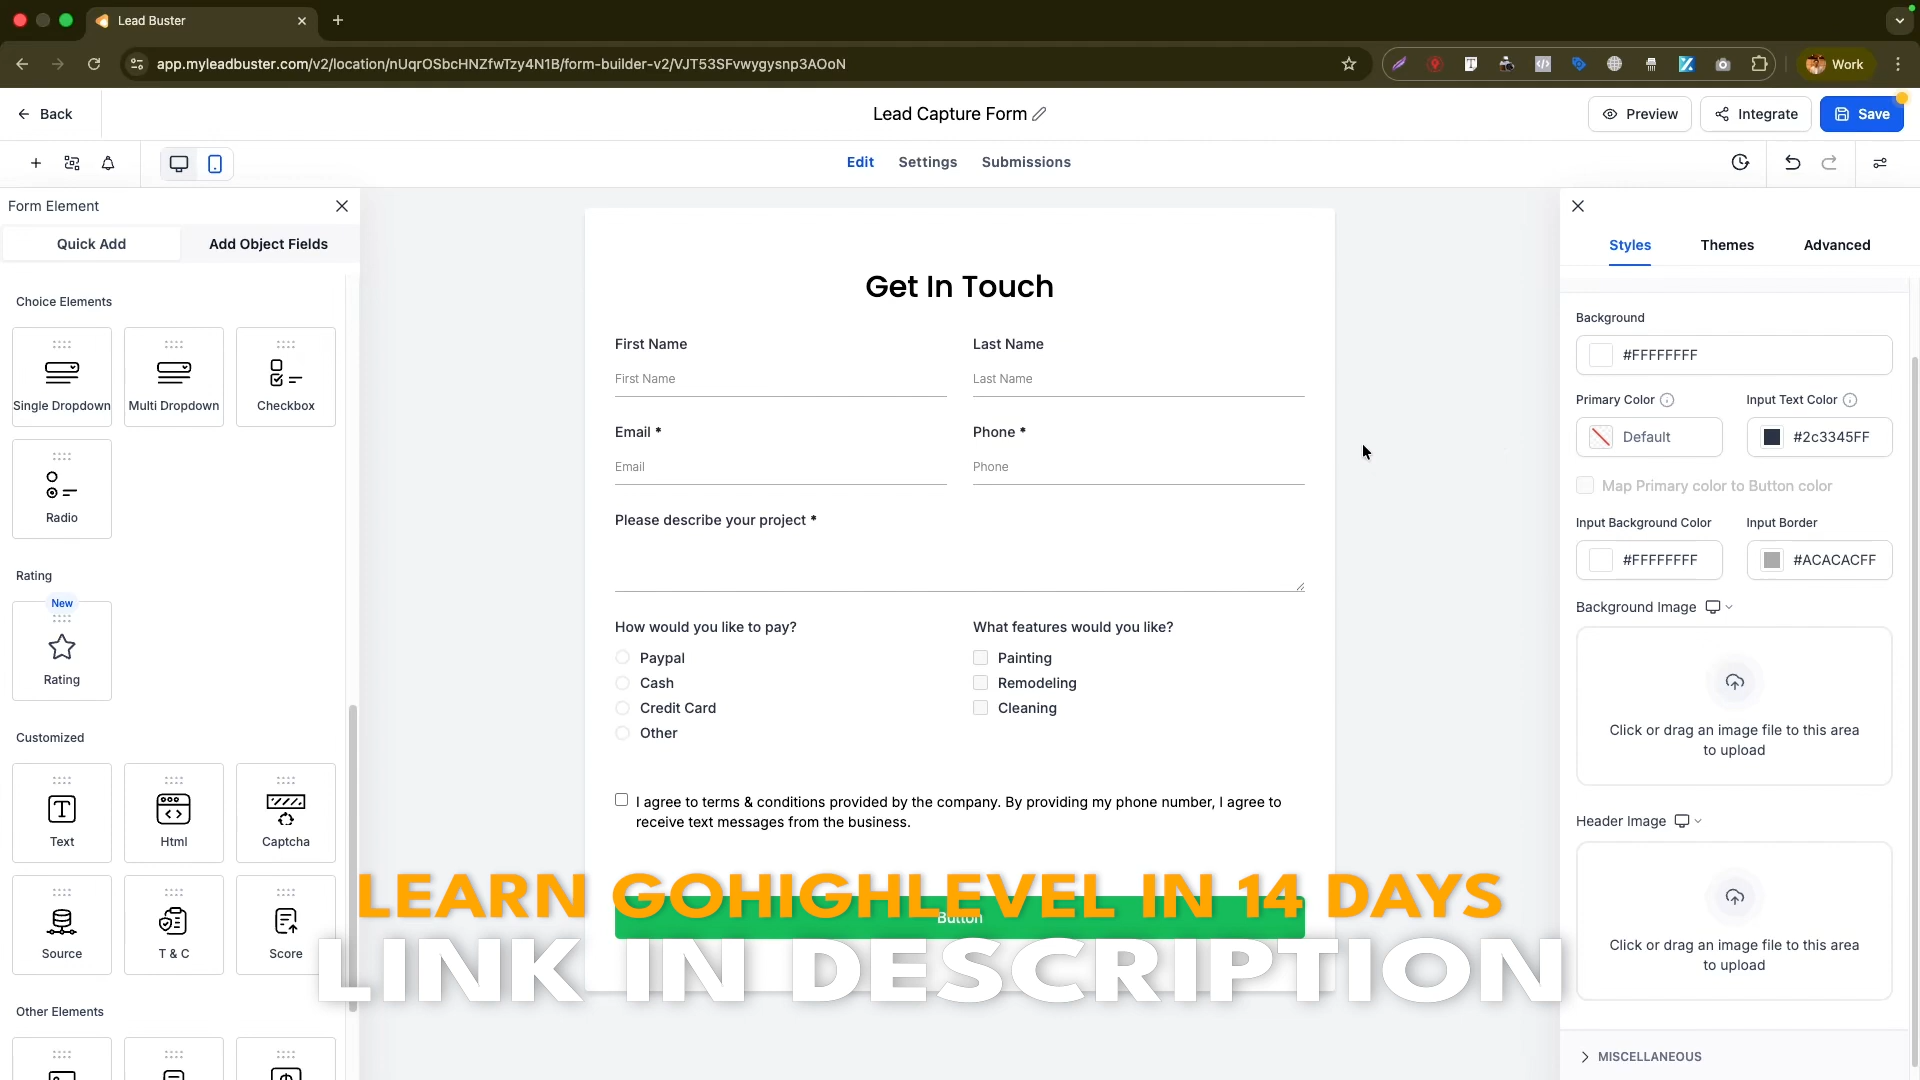 Lead Buster
app.myleadbuster.com/v2/location/nUqrOSbcHNZfwTzy4N1B/form-builder-v2/VJT53SFvwygysnp3AOoN
Work
Back
Lead Capture Form
Preview
Integrate
Save
Edit
Settings
Submissions
Form Element
Quick Add
Add Object Fields
Choice Elements
Single Dropdown
Multi Dropdown
Checkbox
Radio
Rating
New
Rating
Customized
Text
Html
Captcha
Source
T & C
Score
Other Elements
Get In Touch
First Name
Last Name
First Name
Last Name
Email *
Phone *
Email
Phone
Please describe your project *
How would you like to pay?
What features would you like?
Paypal
Painting
Cash
Remodeling
Credit Card
Cleaning
Other
I agree to terms & conditions provided by the company. By providing my phone number, I agree to
receive text messages from the business.
Button
LEARN GOHIGHLEVEL IN 14 DAYS
LINK IN DESCRIPTION
Styles
Themes
Advanced
Background
#FFFFFFFF
Primary Color
Input Text Color
Default
#2c3345FF
Map Primary color to Button color
Input Background Color
Input Border
#FFFFFFFF
#ACACACFF
Background Image
Click or drag an image file to this area
to upload
Header Image
Click or drag an image file to this area
to upload
MISCELLANEOUS